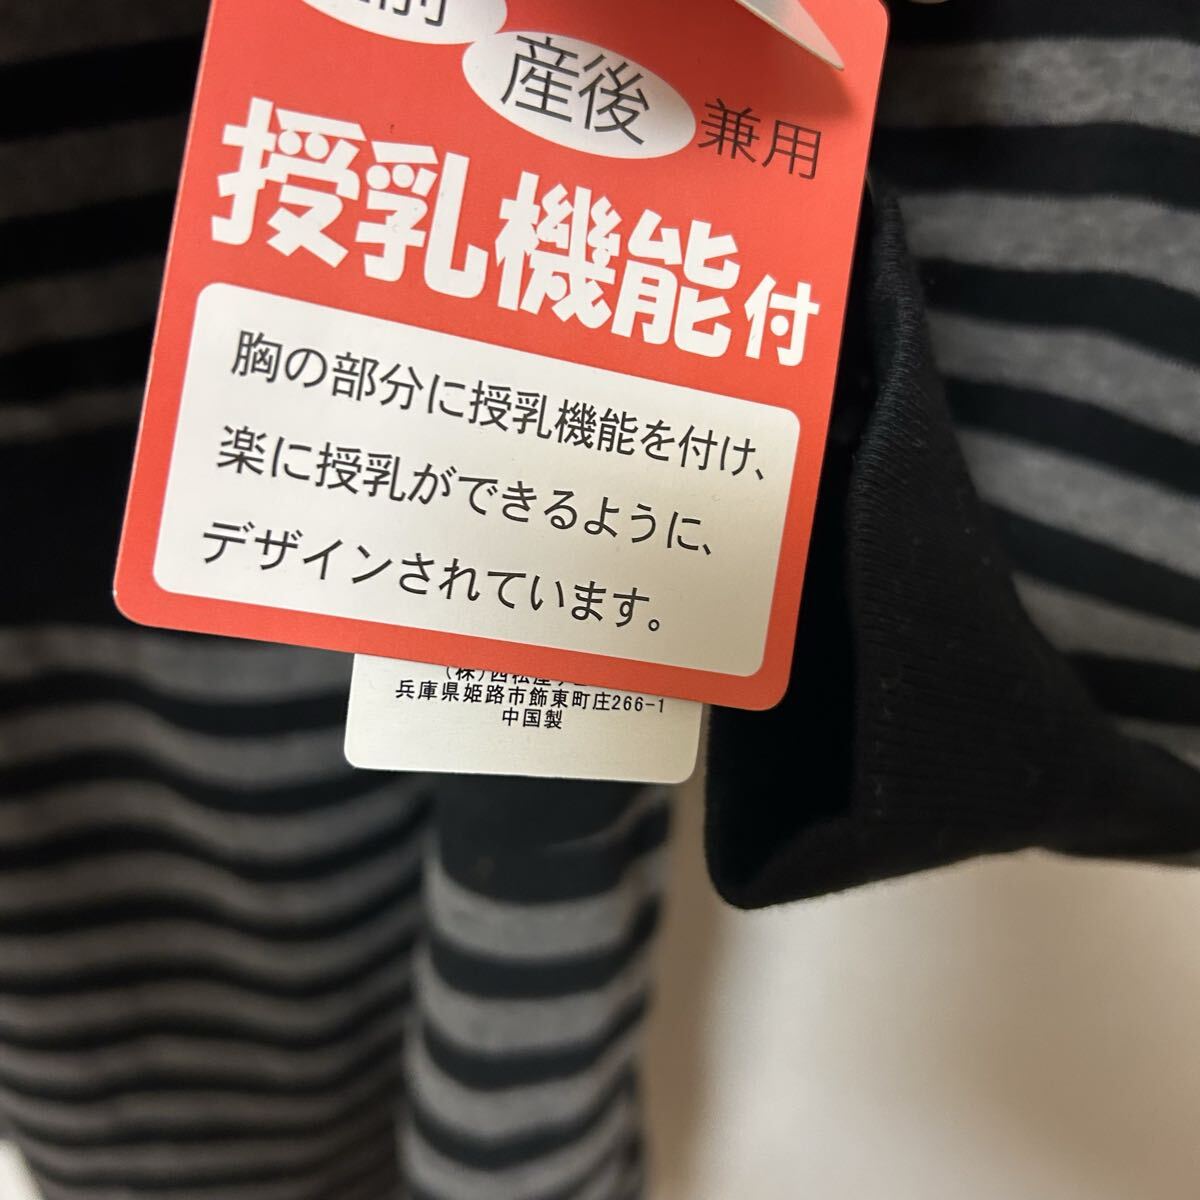 産後 兼用
授乳機能付
胸の部分に授乳機能を付け、
楽に授乳ができるように、
デザインされています。
兵庫県姫路市飾東町庄266-1
中国製